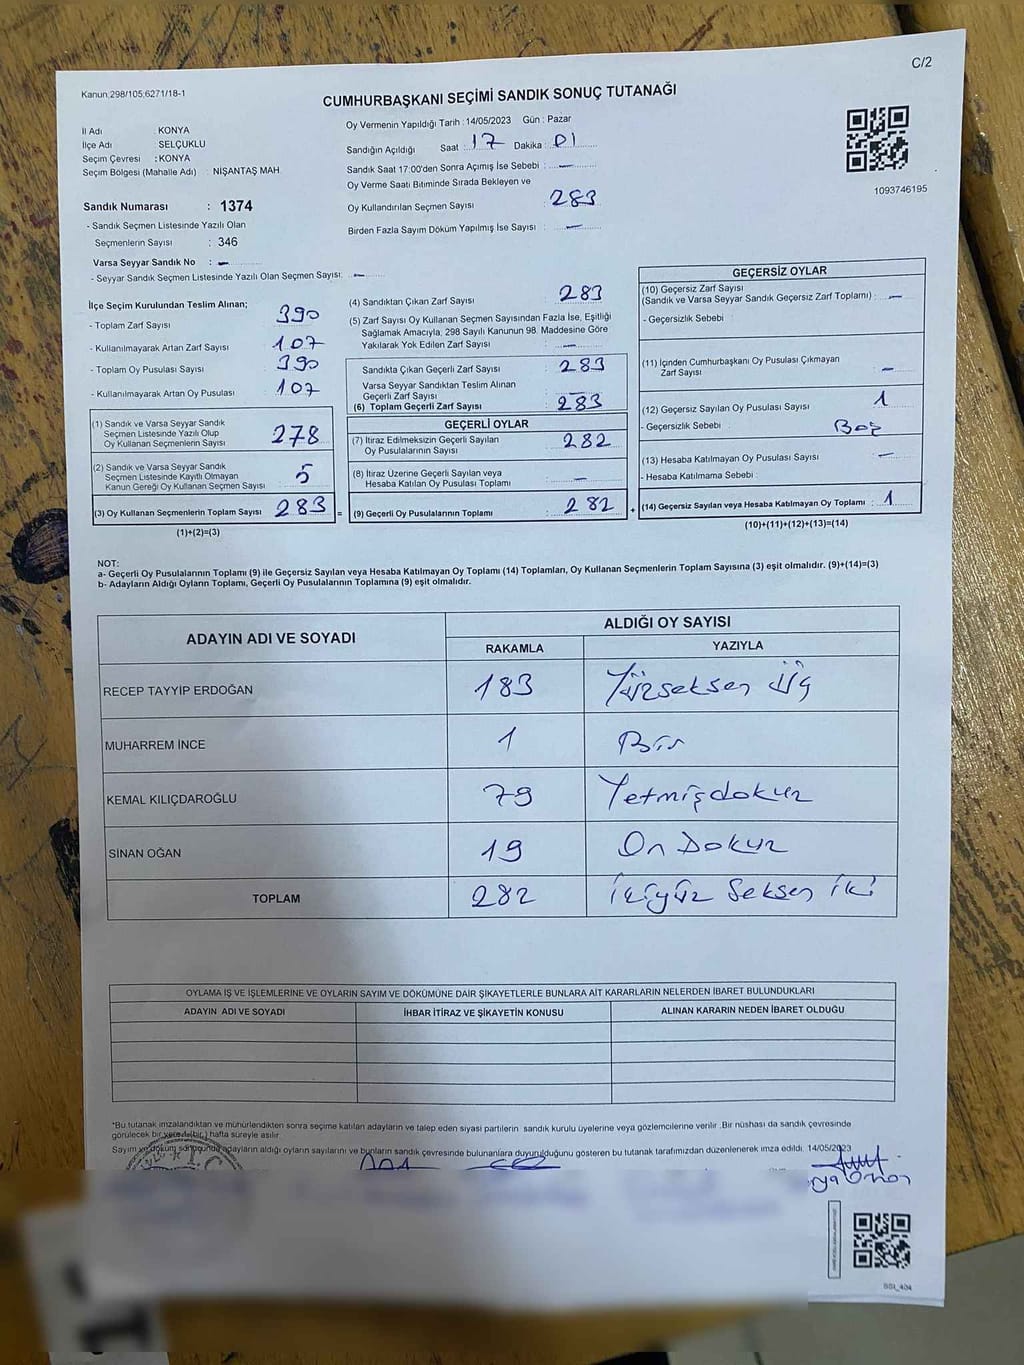 C/2
Kanun:298/105;6271/18-1
CUMHURBAŞKANI SEÇİMİ SANDIK SONUÇ TUTANAĞI
İl Adı : KONYA
İlçe Adı : SELÇUKLU
Seçim Çevresi : KONYA
Seçim Bölgesi (Mahalle Adı) : NİŞANTAŞ MAH.
Oy Vermenin Yapıldığı Tarih : 14/05/2023 Gün : Pazar
Sandığın Açıldığı Saat : 17 Dakika : 01
Sandık Saat 17:00'den Sonra Açımış İse Sebebi : —
Oy Verme Saati Bitiminde Sırada Bekleyen ve
Oy Kullandırılan Seçmen Sayısı : 283
Birden Fazla Sayım Döküm Yapılmış İse Sayısı : —
1093746195
Sandık Numarası : 1374
- Sandık Seçmen Listesinde Yazılı Olan
Seçmenlerin Sayısı : 346
Varsa Seyyar Sandık No : —
- Seyyar Sandık Seçmen Listesinde Yazılı Olan Seçmen Sayısı: —
İlçe Seçim Kurulundan Teslim Alınan;
- Toplam Zarf Sayısı : 390
- Kullanılmayarak Artan Zarf Sayısı : 107
- Toplam Oy Pusulası Sayısı : 390
- Kullanılmayarak Artan Oy Pusulası : 107
(1) Sandık ve Varsa Seyyar Sandık
Seçmen Listesinde Yazılı Olup
Oy Kullanan Seçmenlerin Sayısı : 278
(2) Sandık ve Varsa Seyyar Sandık
Seçmen Listesinde Kayıtlı Olmayan
Kanun Gereği Oy Kullanan Seçmen Sayısı : 5
(3) Oy Kullanan Seçmenlerin Toplam Sayısı : 283 =
(1)+(2)=(3)
(4) Sandıktan Çıkan Zarf Sayısı : 283
(5) Zarf Sayısı Oy Kullanan Seçmen Sayısından Fazla İse, Eşitliği
Sağlamak Amacıyla, 298 Sayılı Kanunun 98. Maddesine Göre
Yakılarak Yok Edilen Zarf Sayısı : —
Sandıkta Çıkan Geçerli Zarf Sayısı : 283
Varsa Seyyar Sandıktan Teslim Alınan
Geçerli Zarf Sayısı : —
(6) Toplam Geçerli Zarf Sayısı : 283
GEÇERLİ OYLAR
(7) İtiraz Edilmeksizin Geçerli Sayılan
Oy Pusulasının Sayısı : 282
(8) İtiraz Üzerine Geçerli Sayılan veya
Hesaba Katılan Oy Pusulası Toplamı : —
(9) Geçerli Oy Pusulalarının Toplamı : 282 +
GEÇERSİZ OYLAR
(10) Geçersiz Zarf Sayısı
(Sandık ve Varsa Seyyar Sandık Geçersiz Zarf Toplamı) : —
- Geçersizlik Sebebi :
(11) İçinden Cumhurbaşkanı Oy Pusulası Çıkmayan
Zarf Sayısı : —
(12) Geçersiz Sayılan Oy Pusulası Sayısı : 1
- Geçersizlik Sebebi : Boş
(13) Hesaba Katılmayan Oy Pusulası Sayısı : —
- Hesaba Katılmama Sebebi :
(14) Geçersiz Sayılan veya Hesaba Katılmayan Oy Toplamı : 1
(10)+(11)+(12)+(13)=(14)
NOT:
a- Geçerli Oy Pusulalarının Toplamı (9) ile Geçersiz Sayılan veya Hesaba Katılmayan Oy Toplamı (14) Toplamları, Oy Kullanan Seçmenlerin Toplam Sayısına (3) eşit olmalıdır. (9)+(14)=(3)
b- Adayların Aldığı Oyların Toplamı, Geçerli Oy Pusulalarının Toplamına (9) eşit olmalıdır.
ADAYIN ADI VE SOYADI ALDIĞI OY SAYISI
RAKAMLA YAZIYLA
RECEP TAYYİP ERDOĞAN 183 Yüzseksen Üç
MUHARREM İNCE 1 Bir
KEMAL KILIÇDAROĞLU 79 Yetmişdokuz
SİNAN OĞAN 19 On Dokuz
TOPLAM 282 İkiyüz Seksen iki
OYLAMA İŞ VE İŞLEMLERİNE VE OYLARIN SAYIM VE DÖKÜMÜNE DAİR ŞİKAYETLERLE BUNLARA AİT KARARLARIN NELERDEN İBARET BULUNDUKLARI
ADAYIN ADI VE SOYADI İHBAR İTİRAZ VE ŞİKAYETİN KONUSU ALINAN KARARIN NEDEN İBARET OLDUĞU
*Bu tutanak imzalandıktan ve mühürlendikten sonra seçime katılan adayların ve talep eden siyasi partilerin sandık kurulu üyelerine veya gözlemcilerine verilir .Bir nüshası da sandık çevresinde
görülecek bir yere 1 (bir) hafta süreyle asılır.
Sayım ve döküm sonucunda adayların aldığı oyların sayılarını ve bunların sandık çevresinde bulunanlara duyurulduğunu gösteren bu tutanak tarafımızdan düzenlenerek imza edildi. 14/05/2023
T.C.